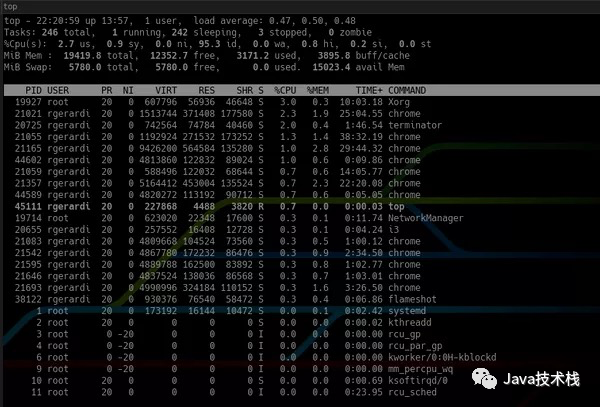 top
top - 22:20:59 up 13:57, 1 user, load average: 0.47, 0.50, 0.48
Tasks: 246 total, 1 running, 242 sleeping, 3 stopped, 0 zombie
%Cpu(s): 2.7 us, 0.9 sy, 0.0 ni, 95.3 id, 0.0 wa, 0.8 hi, 0.2 si, 0.0 st
MiB Mem : 19419.8 total, 12352.7 free, 3171.2 used, 3895.8 buff/cache
MiB Swap: 5780.0 total, 5780.0 free, 0.0 used. 15023.4 avail Mem
PID USER PR NI VIRT RES SHR S %CPU %MEM TIME+ COMMAND
19927 root 20 0 607796 56936 46648 S 3.0 0.3 10:03.18 Xorg
21021 rgerardi 20 0 1513744 371408 177580 S 2.3 1.9 25:04.55 chrome
20725 rgerardi 20 0 742564 74784 40460 S 2.0 0.4 1:46.54 terminator
21055 rgerardi 20 0 1192924 271532 173252 S 1.3 1.4 38:32.19 chrome
21165 rgerardi 20 0 9426200 564584 135280 S 1.0 2.8 29:44.32 chrome
44602 rgerardi 20 0 4813860 122832 89024 S 1.0 0.6 0:09.86 chrome
21059 rgerardi 20 0 588496 122032 68644 S 0.7 0.6 14:05.77 chrome
21357 rgerardi 20 0 5164412 453004 135524 S 0.7 2.3 22:20.08 chrome
44589 rgerardi 20 0 4820272 113192 90712 S 0.7 0.6 0:05.05 chrome
45111 rgerardi 20 0 227868 4488 3820 R 0.7 0.0 0:00.03 top
19714 root 20 0 623020 22348 17600 S 0.3 0.1 0:11.74 NetworkManager
20655 rgerardi 20 0 257552 16408 12728 S 0.3 0.1 0:04.24 i3
21083 rgerardi 20 0 4809668 104524 73560 S 0.3 0.5 1:00.12 chrome
21542 rgerardi 20 0 4867780 172232 86476 S 0.3 0.9 2:34.50 chrome
21595 rgerardi 20 0 4889788 162500 83892 S 0.3 0.8 1:02.77 chrome
21646 rgerardi 20 0 4837524 138036 86568 S 0.3 0.7 1:03.01 chrome
21693 rgerardi 20 0 4990996 324184 110152 S 0.3 1.6 3:26.50 chrome
38122 rgerardi 20 0 930376 76540 58472 S 0.3 0.4 0:06.86 flameshot
1 root 20 0 173192 16144 10472 S 0.0 0.1 0:02.42 systemd
2 root 20 0 0 0 0 S 0.0 0.0 0:00.02 kthreadd
3 root 0 -20 0 0 0 I 0.0 0.0 0:00.00 rcu_gp
4 root 0 -20 0 0 0 I 0.0 0.0 0:00.00 rcu_par_gp
6 root 0 -20 0 0 0 I 0.0 0.0 0:00.00 kworker/0:0H-kblockd
9 root 0 -20 0 0 0 I 0.0 0.0 0:00.00 mm_percpu_wq
10 root 20 0 0 0 0 S 0.0 0.0 0:00.69 ksoftirqd/0
11 root 20 0 0 0 0 I 0.0 0.0 0:23.95 rcu_sched
Java技术栈